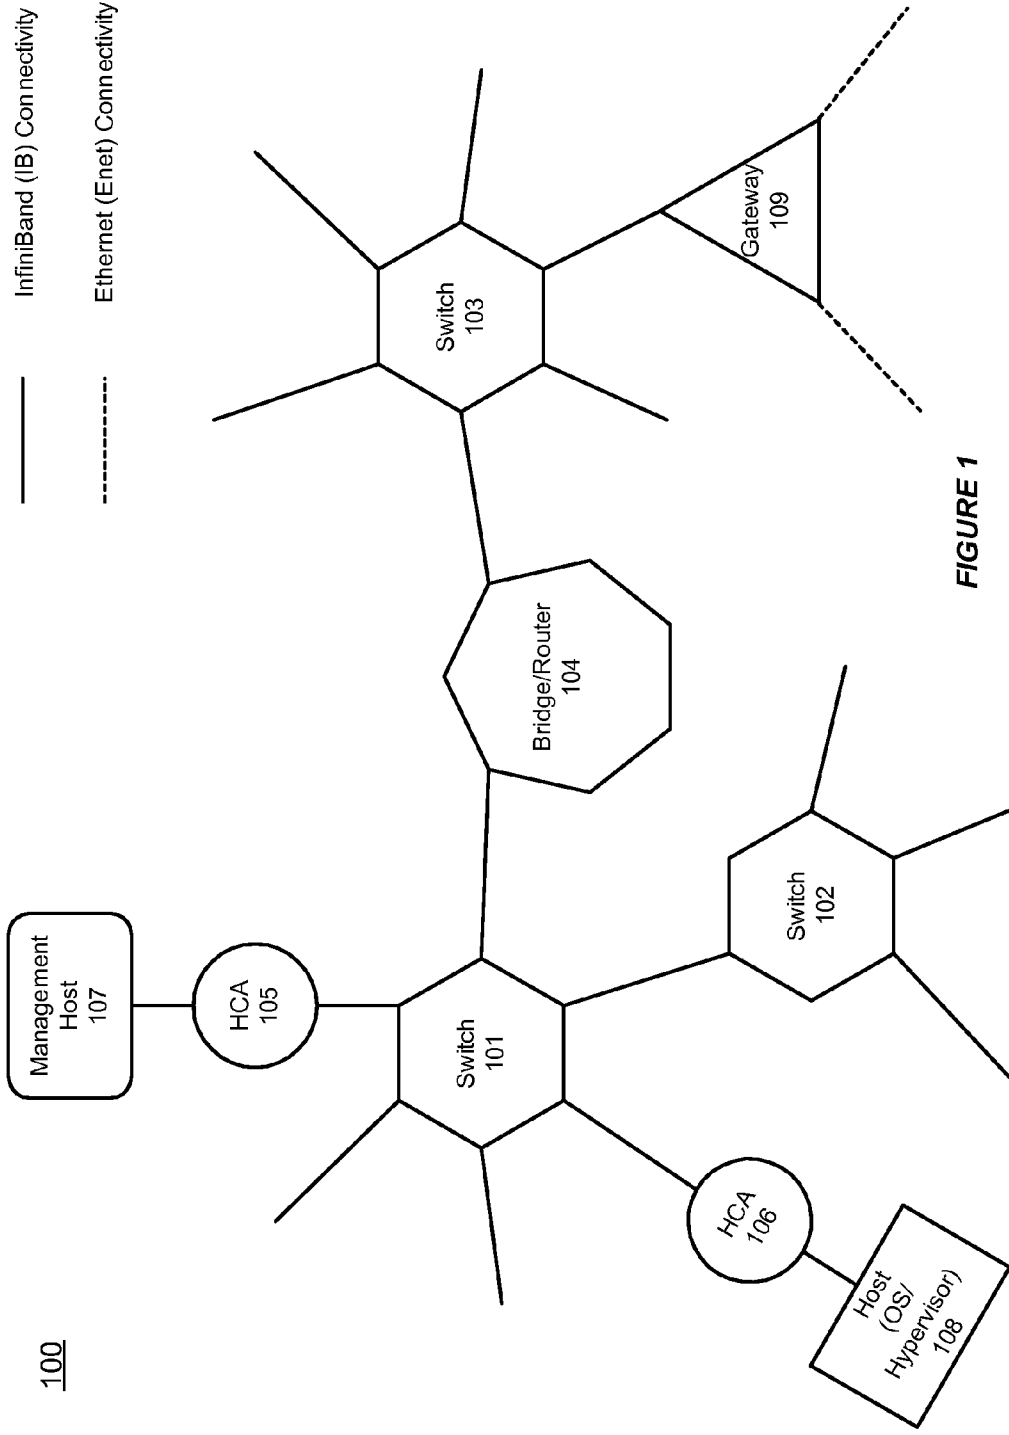 100
InfiniBand (IB) Connectivity
Ethernet (Enet) Connectivity
Management
Host
107
HCA
105
Switch
101
Bridge/Router
104
Switch
103
HCA
106
Host
(OS/
Hypervisor)
108
Switch
102
Gateway
109
FIGURE 1